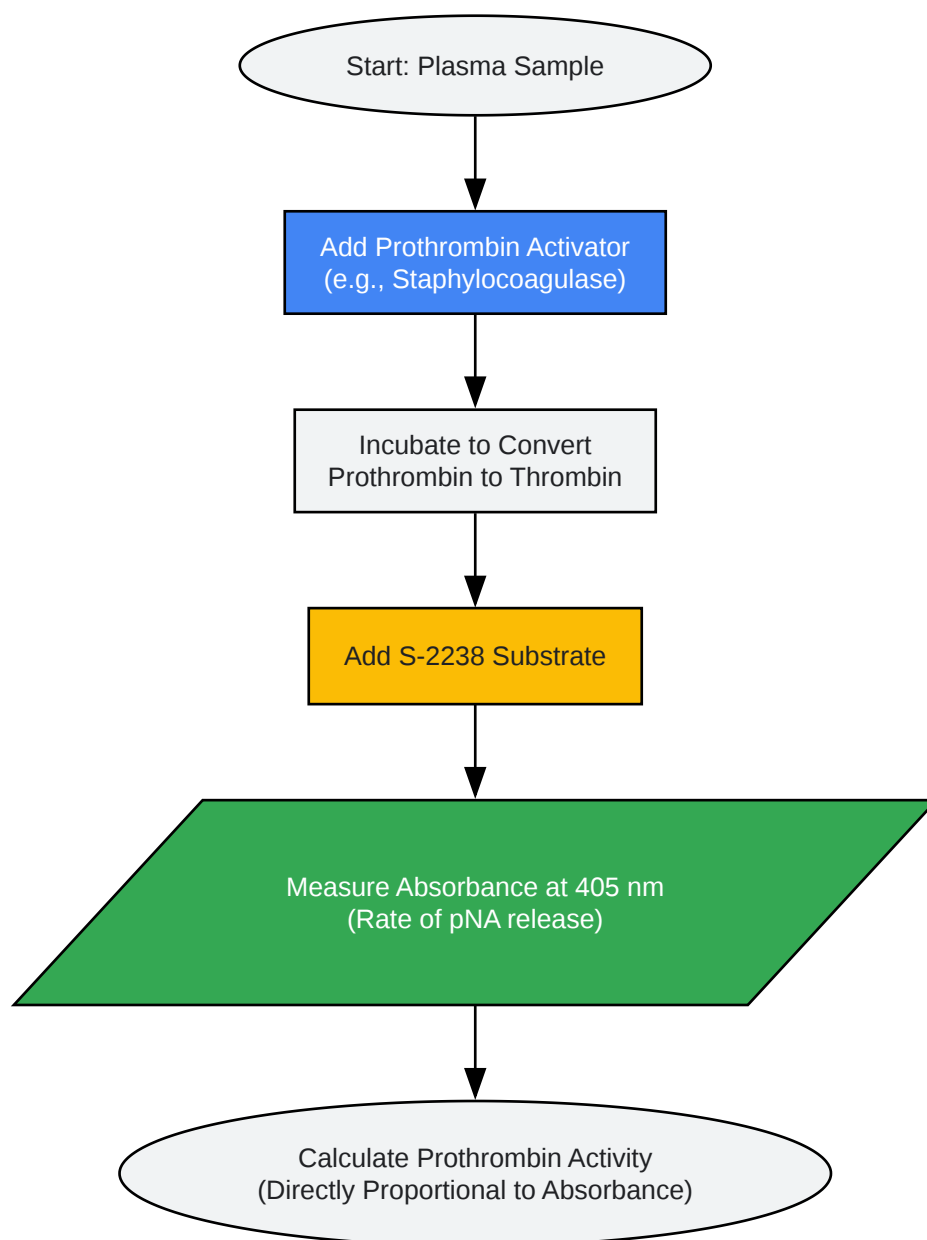 Start: Plasma Sample
Add Prothrombin Activator
(e.g., Staphylocoagulase)
Incubate to Convert
Prothrombin to Thrombin
Add S-2238 Substrate
Measure Absorbance at 405 nm
(Rate of pNA release)
Calculate Prothrombin Activity
(Directly Proportional to Absorbance)